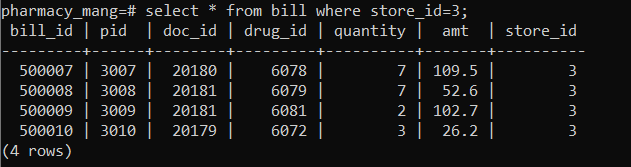 pharmacy_mang=# select * from bill where store_id=3;
 bill_id | pid  | doc_id | drug_id | quantity |  amt  | store_id
---------+------+--------+---------+----------+-------+----------
  500007 | 3007 |  20180 |    6078 |        7 | 109.5 |        3
  500008 | 3008 |  20181 |    6079 |        7 |  52.6 |        3
  500009 | 3009 |  20181 |    6081 |        2 | 102.7 |        3
  500010 | 3010 |  20179 |    6072 |        3 |  26.2 |        3
(4 rows)